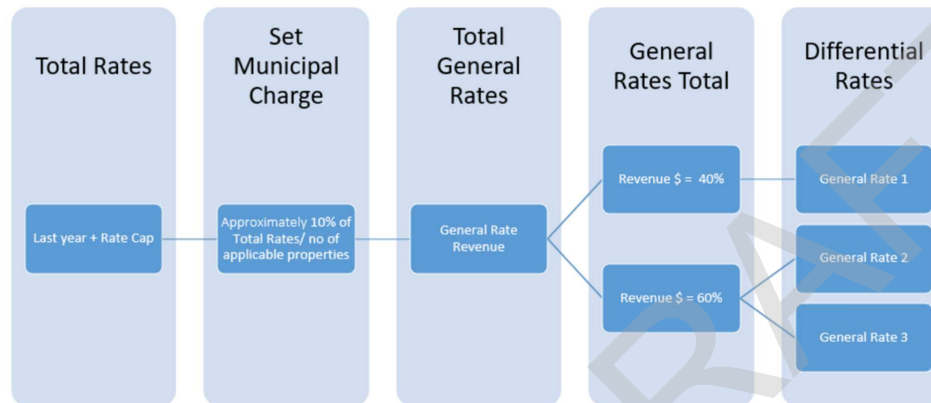 Total Rates
Set
Municipal
Charge
Total
General
Rates
General
Rates Total
Differential
Rates
Last year + Rate Cap
Approximately 10% of
Total Rates/ no of
applicable properties
General Rate
Revenue
Revenue $ = 40%
Revenue $ = 60%
General Rate 1
General Rate 2
General Rate 3
RAF